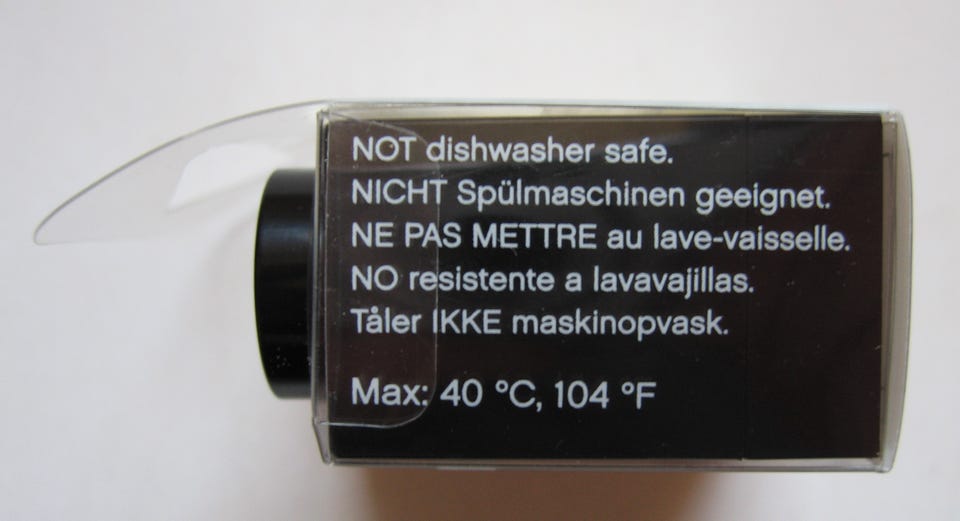 NOT dishwasher safe.
NICHT Spülmaschinen geeignet.
NE PAS METTRE au lave-vaisselle.
NO resistente a lavavajillas.
Tåler IKKE maskinopvask.
Max: 40 °C, 104 °F